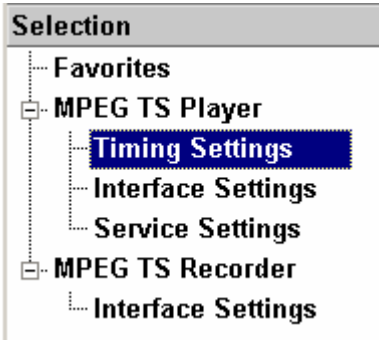 Selection
Favorites
MPEG TS Player
Timing Settings
Interface Settings
Service Settings
MPEG TS Recorder
Interface Settings